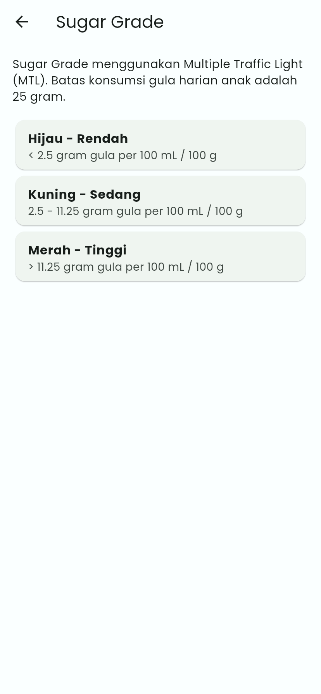 Sugar Grade
Sugar Grade menggunakan Multiple Traffic Light
(MTL). Batas konsumsi gula harian anak adalah
25 gram.
Hijau - Rendah
< 2.5 gram gula per 100 mL / 100 g
Kuning - Sedang
2.5 - 11.25 gram gula per 100 mL / 100 g
Merah - Tinggi
> 11.25 gram gula per 100 mL / 100 g